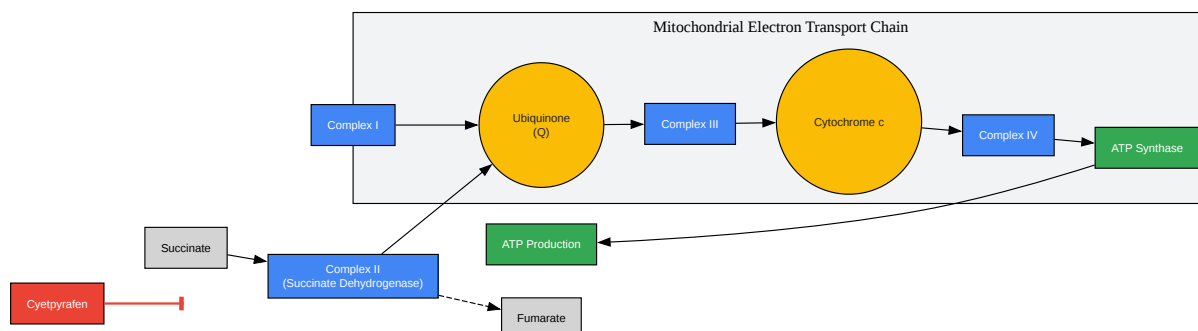 Mitochondrial Electron Transport Chain
Complex I
Ubiquinone
(Q)
Complex III
Cytochrome c
Complex IV
ATP Synthase
Succinate
ATP Production
Complex II
(Succinate Dehydrogenase)
Cyetpyrafen
Fumarate